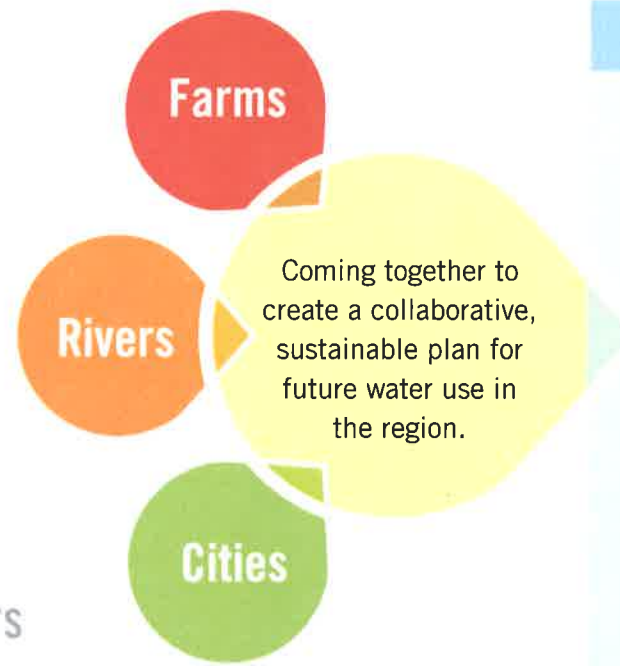 Farms
Rivers
Coming together to
create a collaborative,
sustainable plan for
future water use in
the region.
Cities